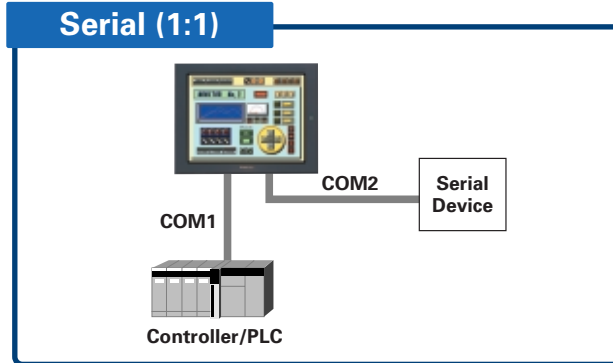 Serial (1:1)
COM2
Serial
Device
COM1
Controller/PLC